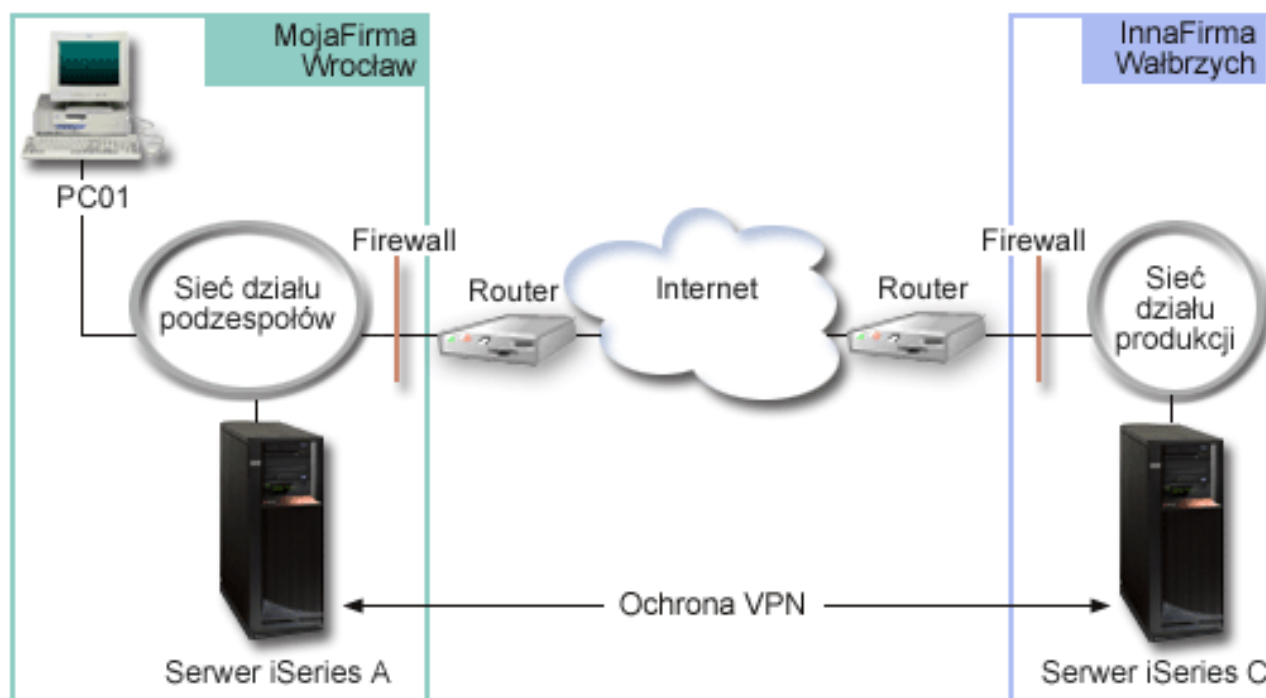 MojaFirma
Wrocław
InnaFirma
Wałbrzych
PC01
Firewall
Firewall
Sieć działu
podzespołów
Router
Internet
Router
Sieć
działu
produkcji
Ochrona VPN
Serwer iSeries A
Serwer iSeries C